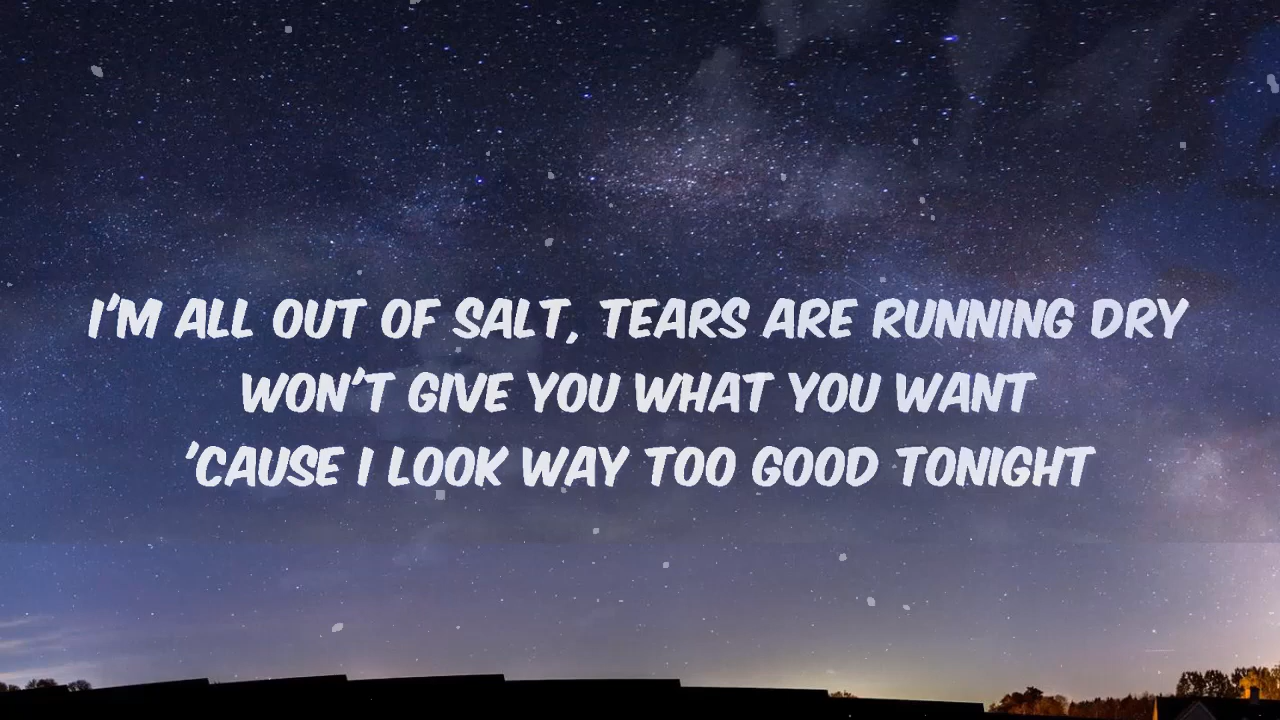 I'M ALL OUT OF SALT, TEARS ARE RUNNING DRY
WON'T GIVE YOU WHAT YOU WANT
'CAUSE I LOOK WAY TOO GOOD TONIGHT